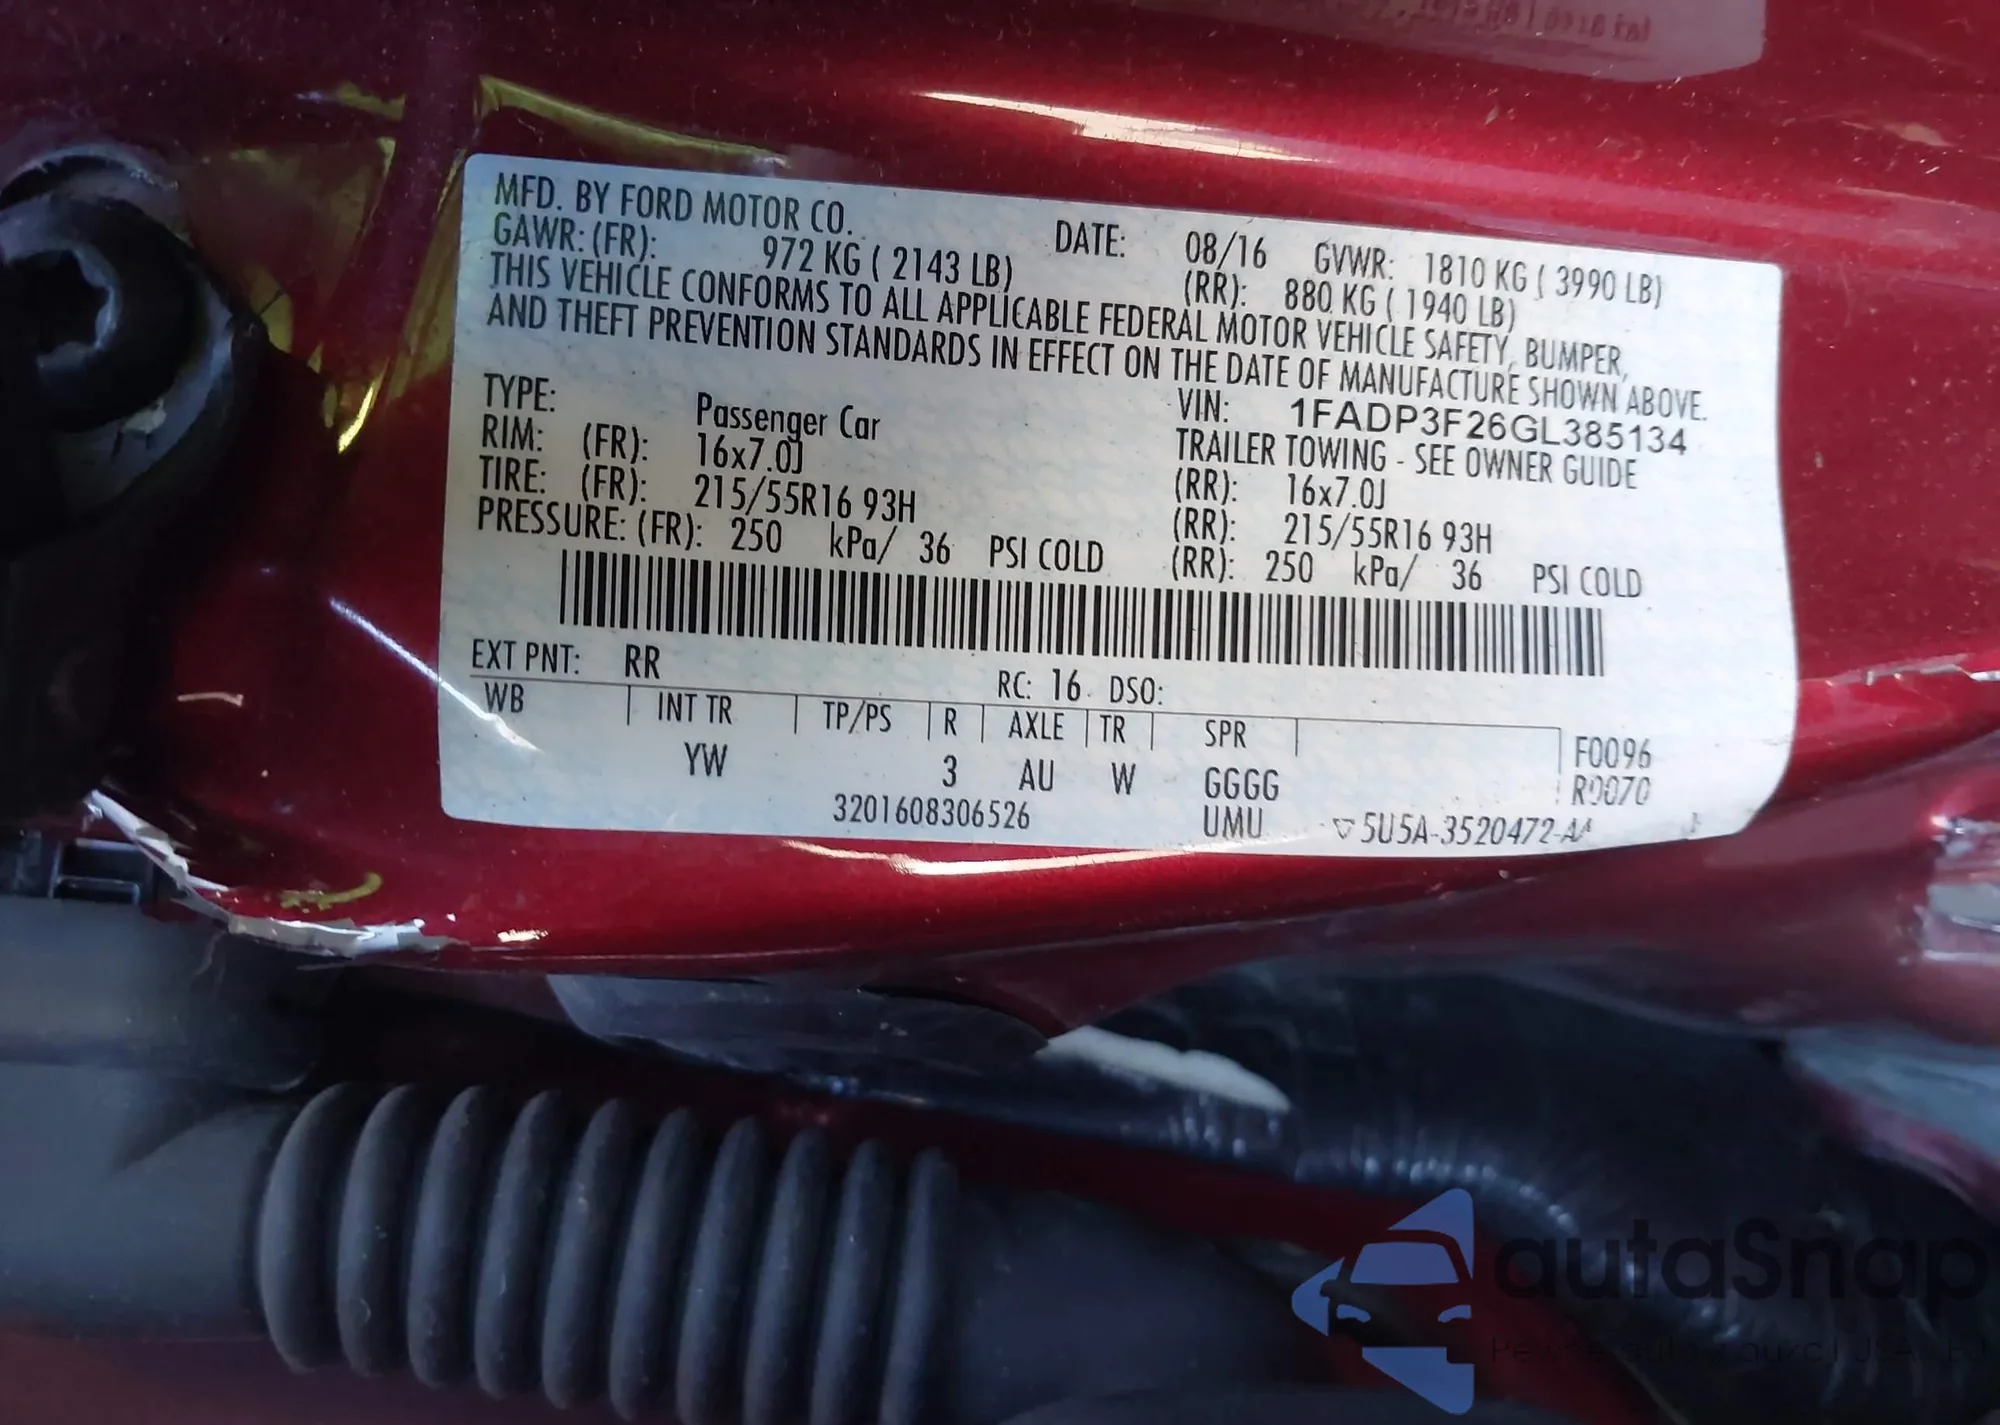 MFD. BY FORD MOTOR CO. DATE: 08/16 GVWR: 1810 KG ( 3990 LB)
GAWR: (FR): 972 KG ( 2143 LB) (RR): 880 KG ( 1940 LB)
THIS VEHICLE CONFORMS TO ALL APPLICABLE FEDERAL MOTOR VEHICLE SAFETY, BUMPER,
AND THEFT PREVENTION STANDARDS IN EFFECT ON THE DATE OF MANUFACTURE SHOWN ABOVE.
VIN: 1FADP3F26GL385134
TYPE: Passenger Car TRAILER TOWING - SEE OWNER GUIDE
RIM: (FR): 16x7.0J (RR): 16x7.0J
TIRE: (FR): 215/55R16 93H (RR): 215/55R16 93H
PRESSURE: (FR): 250 kPa/ 36 PSI COLD (RR): 250 kPa/ 36 PSI COLD
EXT PNT: RR RC: 16 DSO:
WB INT TR TP/PS R AXLE TR SPR F0096
YW 3 AU W GGGG R0070
3201608306526 UMU ▽ 5U5A-3520472-AA
autaSnap